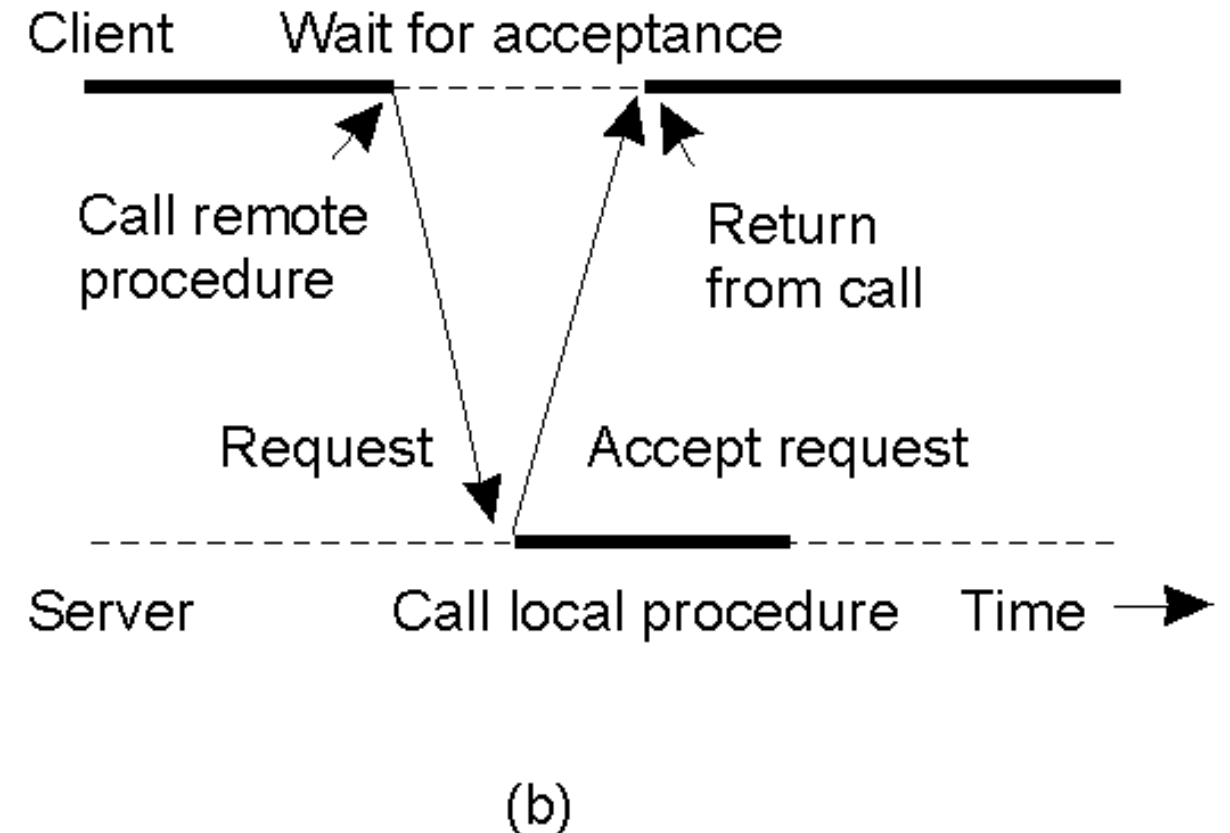 Client Wait for acceptance
Call remote
procedure
Return
from call
Request Accept request
Server Call local procedure Time
(b)